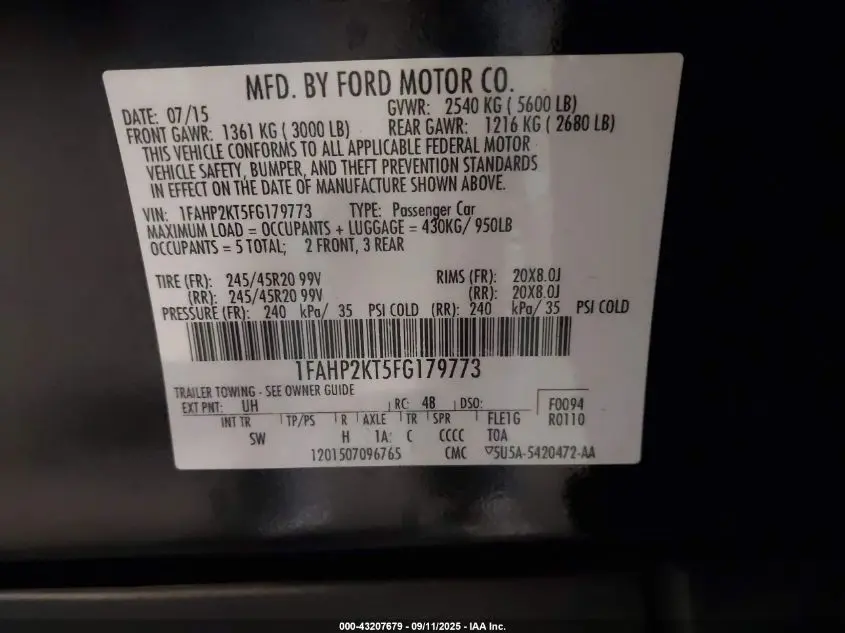 MFD. BY FORD MOTOR CO.
DATE: 07/15 GVWR: 2540 KG ( 5600 LB)
FRONT GAWR: 1361 KG ( 3000 LB) REAR GAWR: 1216 KG ( 2680 LB)
THIS VEHICLE CONFORMS TO ALL APPLICABLE FEDERAL MOTOR
VEHICLE SAFETY, BUMPER, AND THEFT PREVENTION STANDARDS
IN EFFECT ON THE DATE OF MANUFACTURE SHOWN ABOVE.
VIN: 1FAHP2KT5FG179773 TYPE: Passenger Car
MAXIMUM LOAD = OCCUPANTS + LUGGAGE = 430KG/ 950LB
OCCUPANTS = 5 TOTAL; 2 FRONT, 3 REAR
TIRE (FR): 245/45R20 99V RIMS (FR): 20X8.0J
(RR): 245/45R20 99V (RR): 20X8.0J
PRESSURE (FR): 240 kPa/ 35 PSI COLD (RR): 240 kPa/ 35 PSI COLD
1FAHP2KT5FG179773
TRAILER TOWING - SEE OWNER GUIDE
EXT PNT: UH RC: 48 DSO: F0094
INT TR TP/PS R AXLE TR SPR FLE1G R0110
SW H 1A: C CCCC T0A
1201507096765 CMC ▽5U5A-5420472-AA
000-43207679 - 09/11/2025 - IAA Inc.